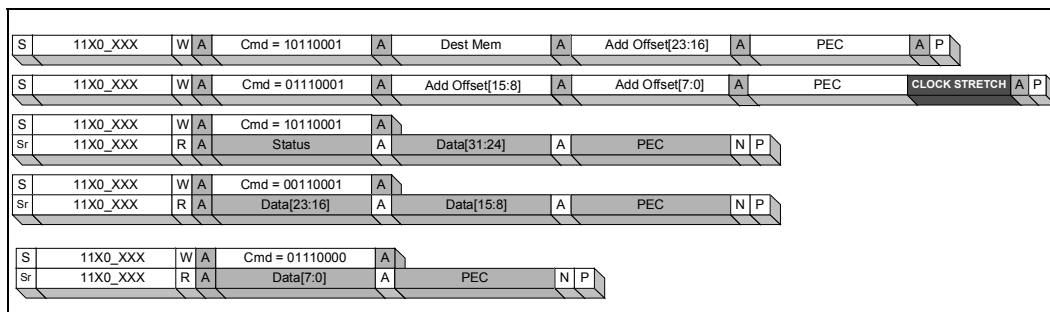 S 11X0_XXX W A Cmd = 10110001 A Dest Mem A Add Offset[23:16] A PEC A P
S 11X0_XXX W A Cmd = 01110001 A Add Offset[15:8] A Add Offset[7:0] A PEC CLOCK STRETCH A P
S 11X0_XXX W A Cmd = 10110001 A
Sr 11X0_XXX R A Status A Data[31:24] A PEC N P
S 11X0_XXX W A Cmd = 00110001 A
Sr 11X0_XXX R A Data[23:16] A Data[15:8] A PEC N P
S 11X0_XXX W A Cmd = 01110000 A
Sr 11X0_XXX R A Data[7:0] A PEC N P